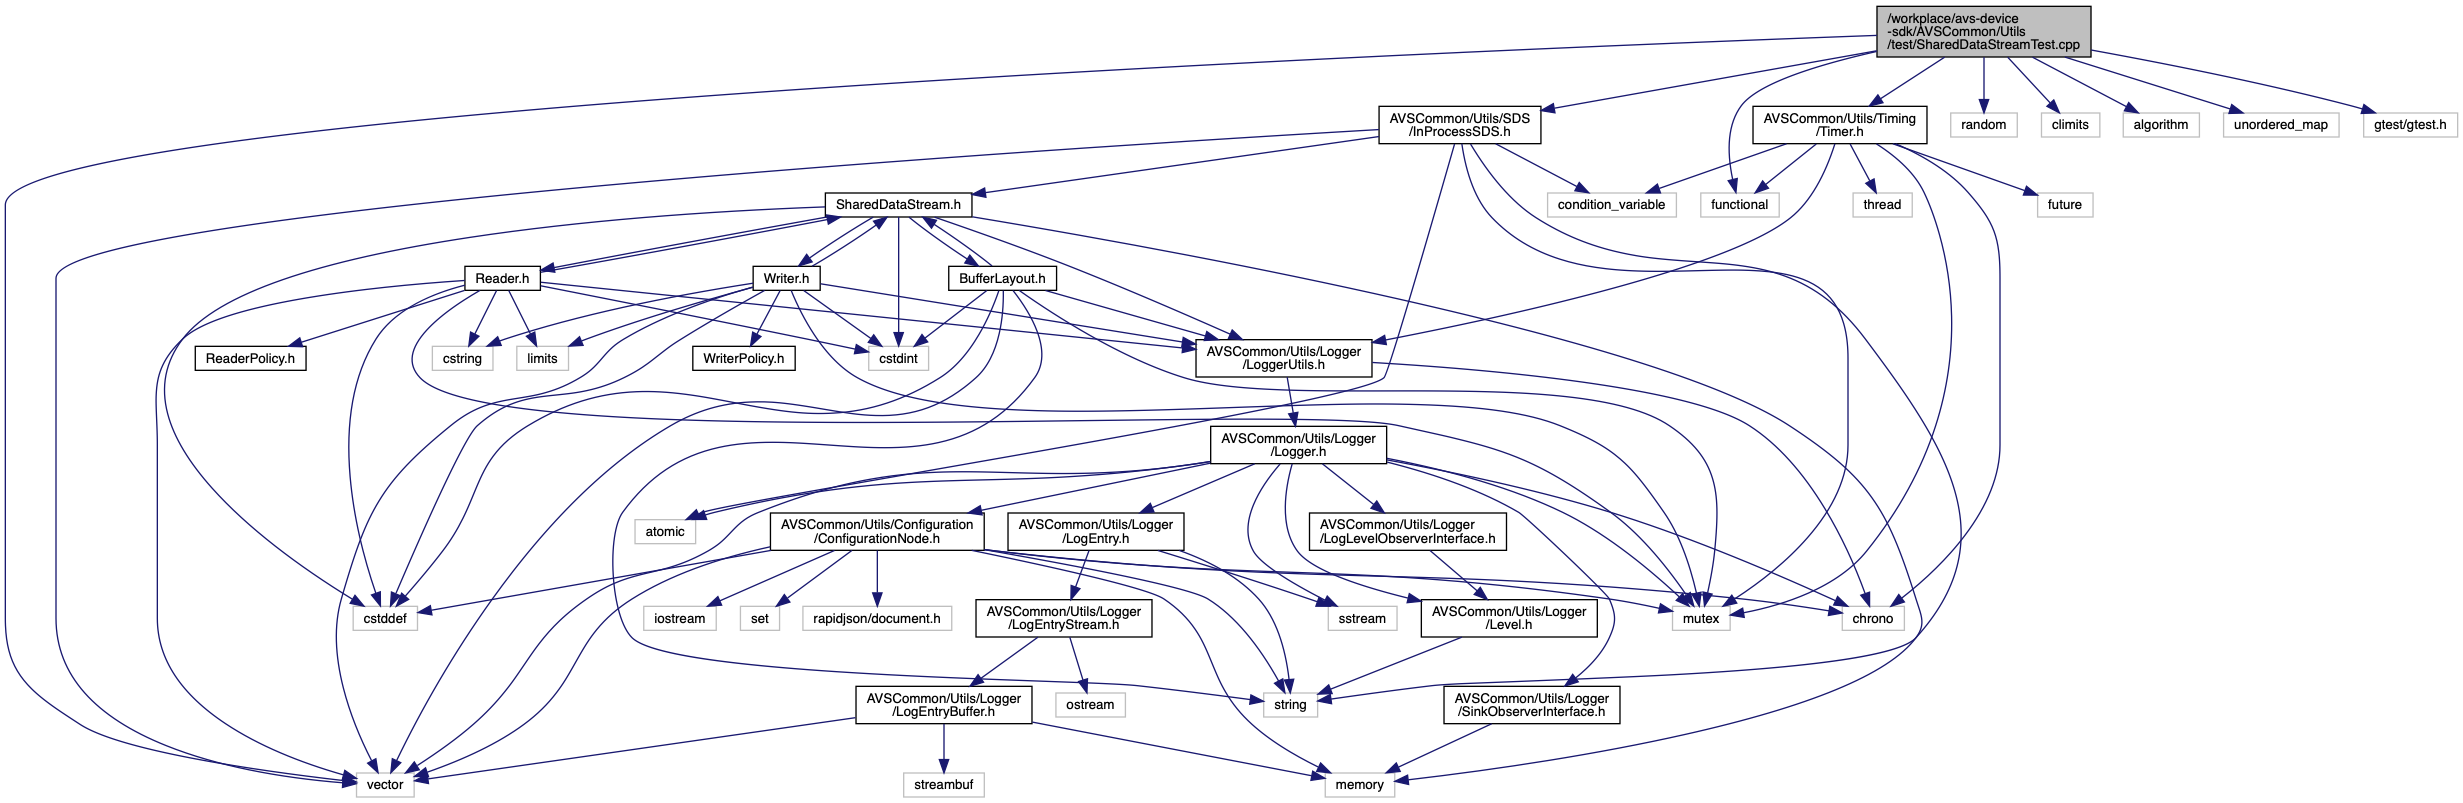 /workplace/avs-device
-sdk/AVSCommon/Utils
/test/SharedDataStreamTest.cpp
AVSCommon/Utils/SDS
/InProcessSDS.h
AVSCommon/Utils/Timing
/Timer.h
random
climits
algorithm
unordered_map
gtest/gtest.h
SharedDataStream.h
condition_variable
functional
thread
future
Reader.h
Writer.h
BufferLayout.h
ReaderPolicy.h
cstring
limits
WriterPolicy.h
cstdint
AVSCommon/Utils/Logger
/LoggerUtils.h
AVSCommon/Utils/Logger
/Logger.h
atomic
AVSCommon/Utils/Configuration
/ConfigurationNode.h
AVSCommon/Utils/Logger
/LogEntry.h
AVSCommon/Utils/Logger
/LogLevelObserverInterface.h
cstddef
iostream
set
rapidjson/document.h
AVSCommon/Utils/Logger
/LogEntryStream.h
sstream
AVSCommon/Utils/Logger
/Level.h
mutex
chrono
AVSCommon/Utils/Logger
/LogEntryBuffer.h
ostream
string
AVSCommon/Utils/Logger
/SinkObserverInterface.h
vector
streambuf
memory